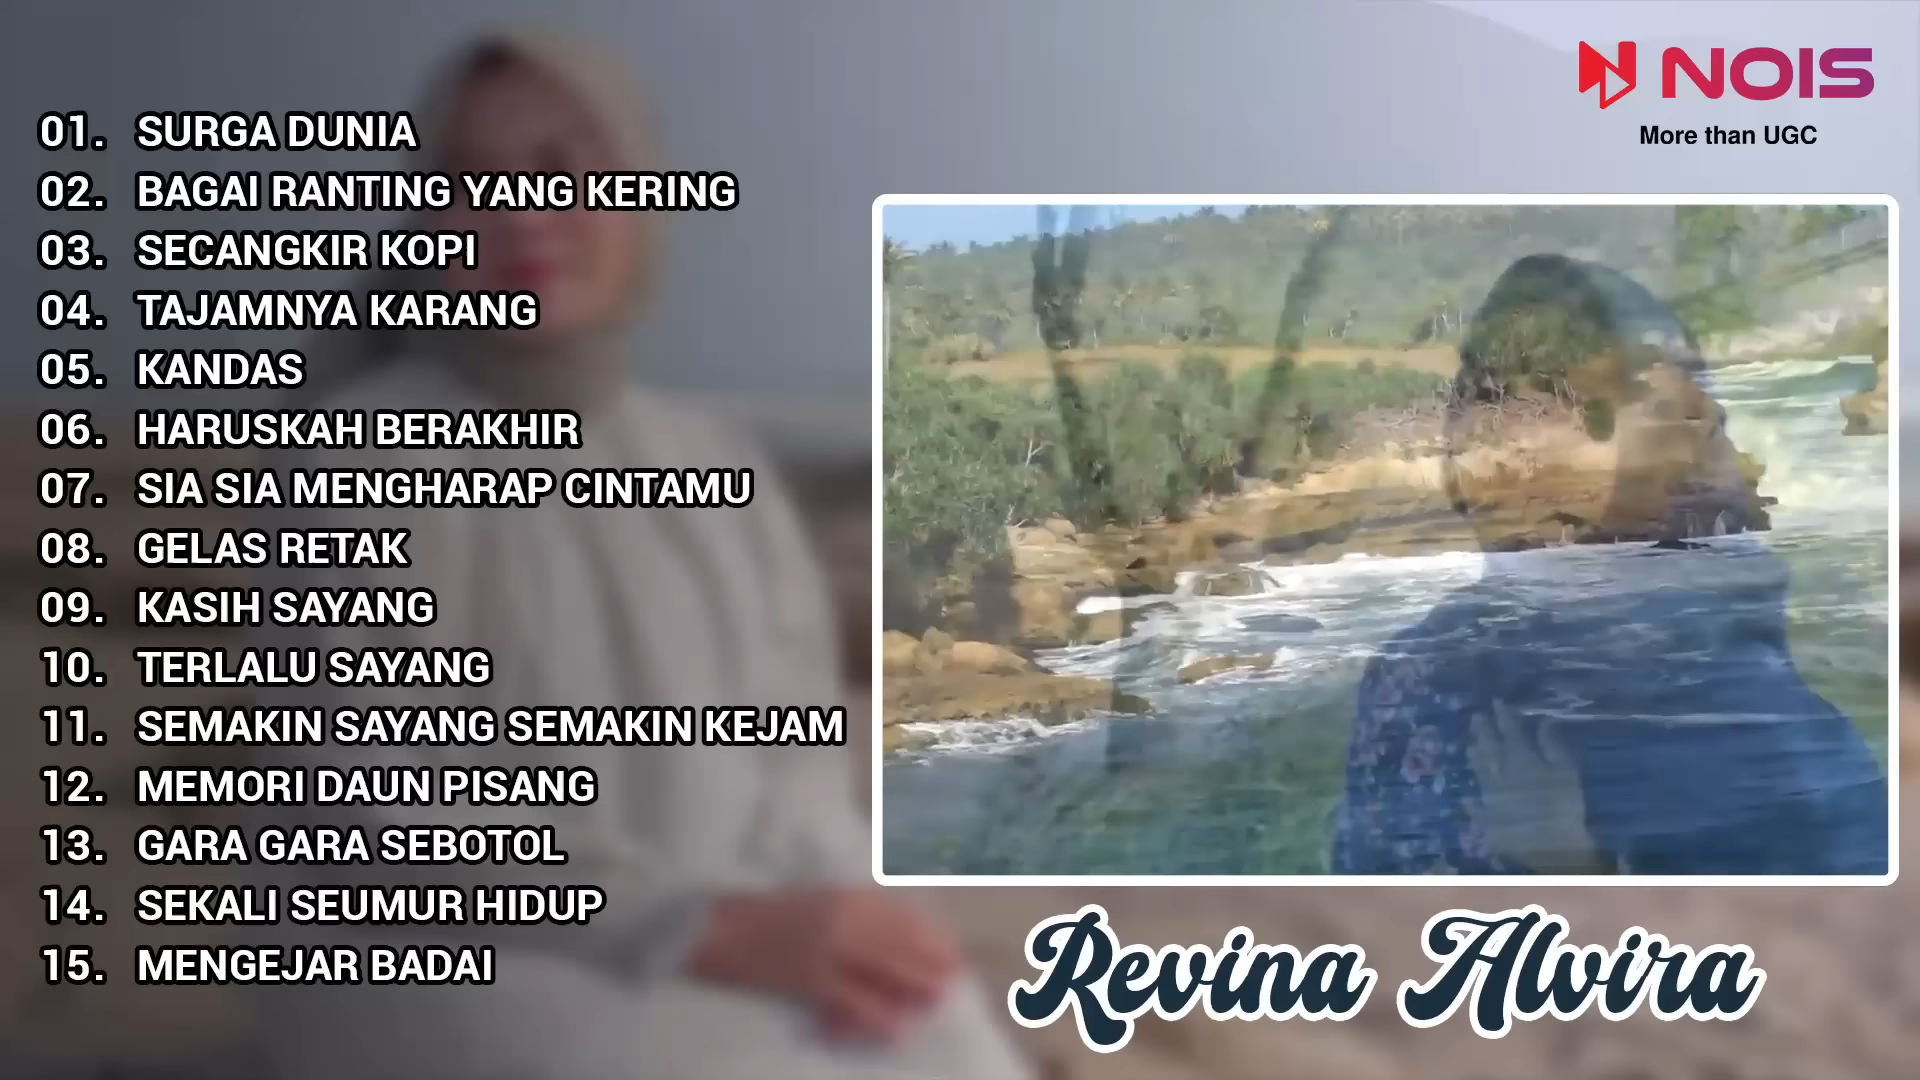 01. SURGA DUNIA
02. BAGAI RANTING YANG KERING
03. SECANGKIR KOPI
04. TAJAMNYA KARANG
05. KANDAS
06. HARUSKAH BERAKHIR
07. SIA SIA MENGHARAP CINTAMU
08. GELAS RETAK
09. KASIH SAYANG
10. TERLALU SAYANG
11. SEMAKIN SAYANG SEMAKIN KEJAM
12. MEMORI DAUN PISANG
13. GARA GARA SEBOTOL
14. SEKALI SEUMUR HIDUP
15. MENGEJAR BADAI
NOIS
More than UGC
Revina Alvira